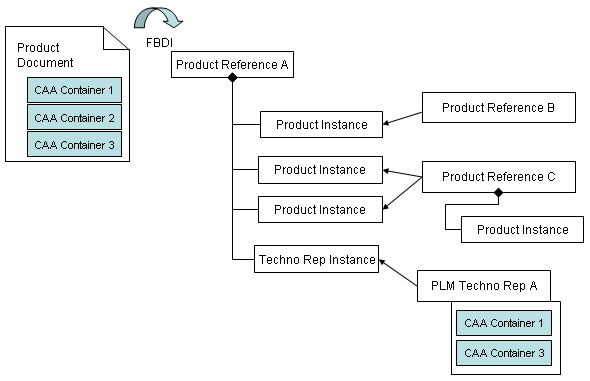 Product
Document
CAA Container 1
CAA Container 2
CAA Container 3
FBDI
Product Reference A
Product Instance
Product Reference B
Product Instance
Product Reference C
Product Instance
Product Instance
Techno Rep Instance
PLM Techno Rep A
CAA Container 1
CAA Container 3